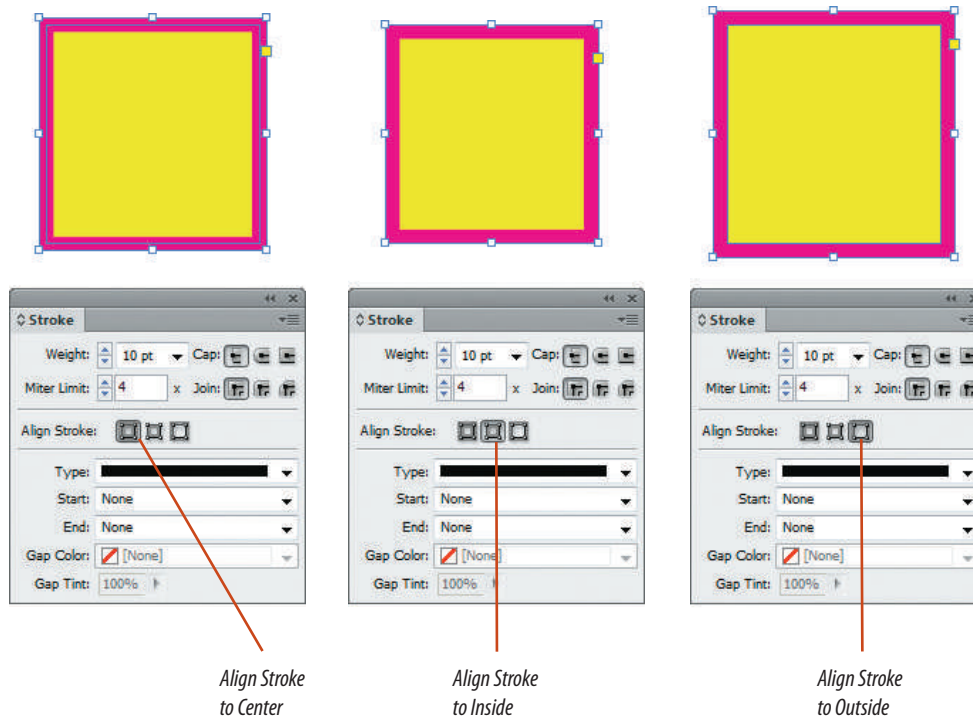 Stroke
Weight: 10 pt Cap:
Miter Limit: 4 x Join:
Align Stroke:
Type:
Start: None
End: None
Gap Color: [None]
Gap Tint: 100%
Align Stroke
to Center
Stroke
Weight: 10 pt Cap:
Miter Limit: 4 x Join:
Align Stroke:
Type:
Start: None
End: None
Gap Color: [None]
Gap Tint: 100%
Align Stroke
to Inside
Stroke
Weight: 10 pt Cap:
Miter Limit: 4 x Join:
Align Stroke:
Type:
Start: None
End: None
Gap Color: [None]
Gap Tint: 100%
Align Stroke
to Outside